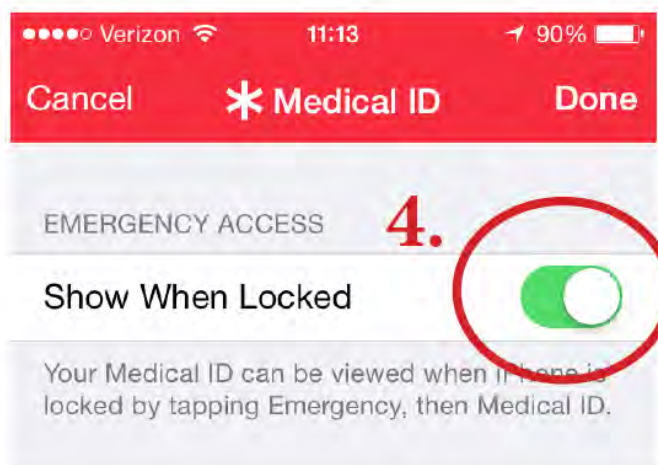 Verizon 11:13 90%
Cancel Medical ID Done
EMERGENCY ACCESS 4.
Show When Locked
Your Medical ID can be viewed when iPhone is
locked by tapping Emergency, then Medical ID.